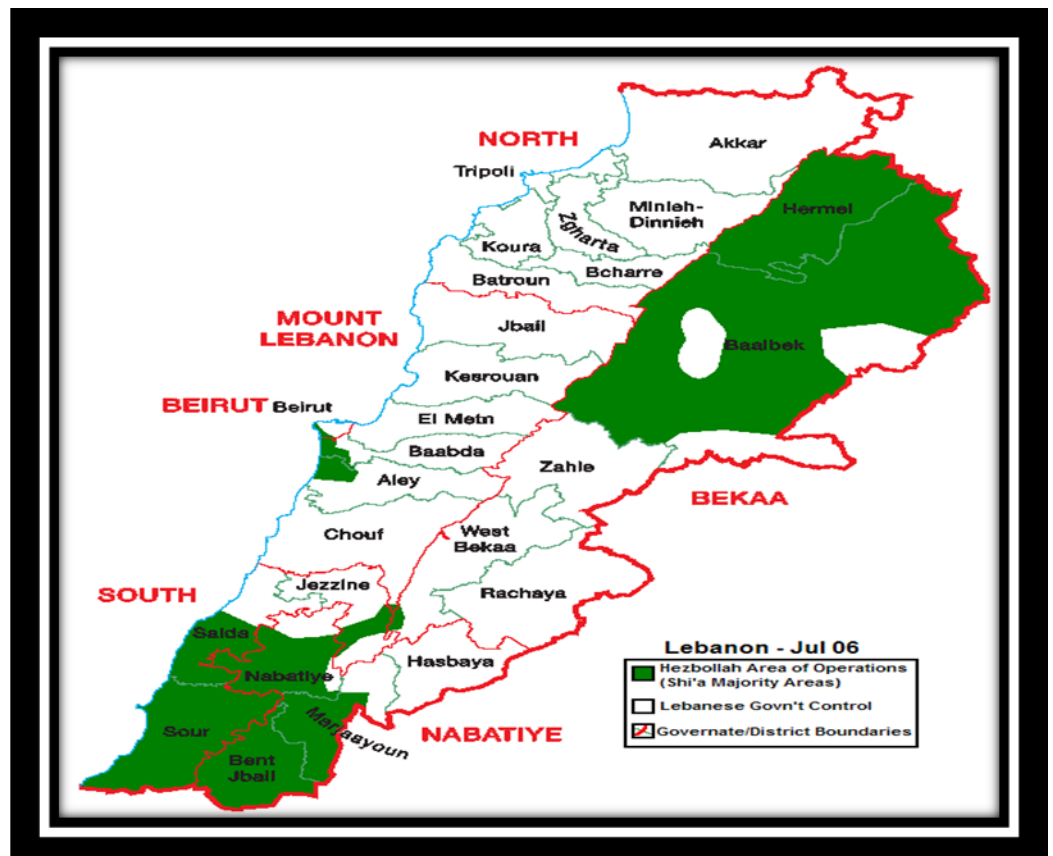 NORTH
Akkar
Tripoli
Minieh-
Dinnieh
Hermel
Zgharta
Koura
Bcharre
Batroun
MOUNT
LEBANON
Jbail
Baalbek
Kesrouan
BEIRUT Beirut
El Metn
Baabda
Zahle
Aley
BEKAA
Chouf
West
Bekaa
Jezzine
Rachaya
SOUTH
Saida
Hasbaya
Nabatiye
Marjaayoun
NABATIYE
Sour
Bent
Jbail
Lebanon - Jul 06
Hezbollah Area of Operations
(Shi'a Majority Areas)
Lebanese Govn't Control
Governate/District Boundaries